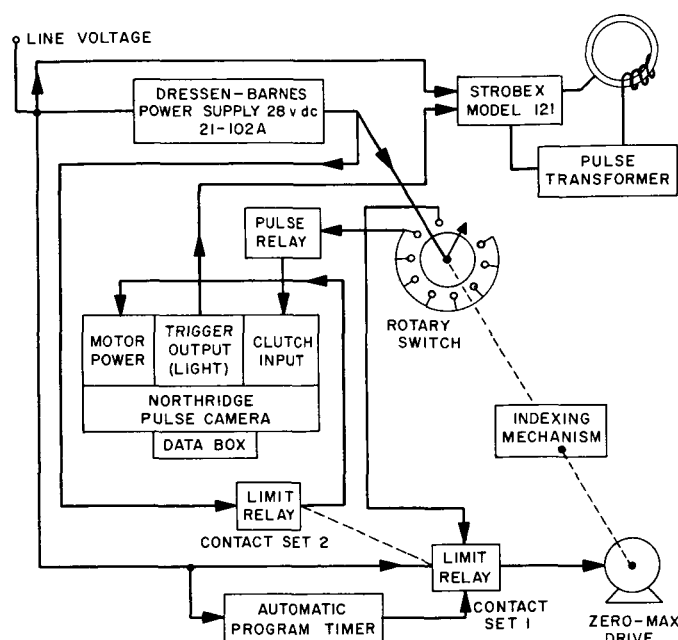 LINE VOLTAGE
DRESSEN-BARNES
POWER SUPPLY 28 v dc
21-102A
STROBEX
MODEL 121
PULSE
TRANSFORMER
PULSE
RELAY
ROTARY
SWITCH
MOTOR
POWER
TRIGGER
OUTPUT
(LIGHT)
CLUTCH
INPUT
NORTHRIDGE
PULSE CAMERA
DATA BOX
INDEXING
MECHANISM
LIMIT
RELAY
CONTACT SET 2
LIMIT
RELAY
CONTACT
SET 1
AUTOMATIC
PROGRAM TIMER
ZERO-MAX
DRIVE